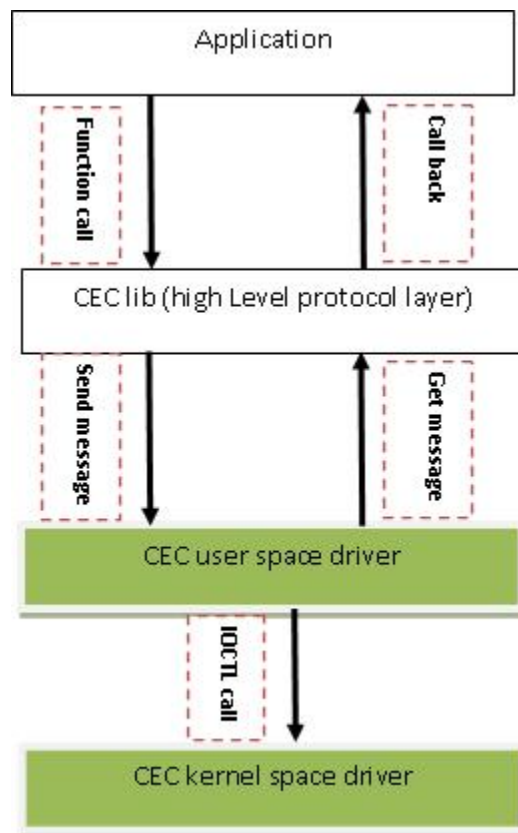 Application
Function call
Call back
CEC lib (high Level protocol layer)
Send message
Get message
CEC user space driver
IOCTL call
CEC kernel space driver